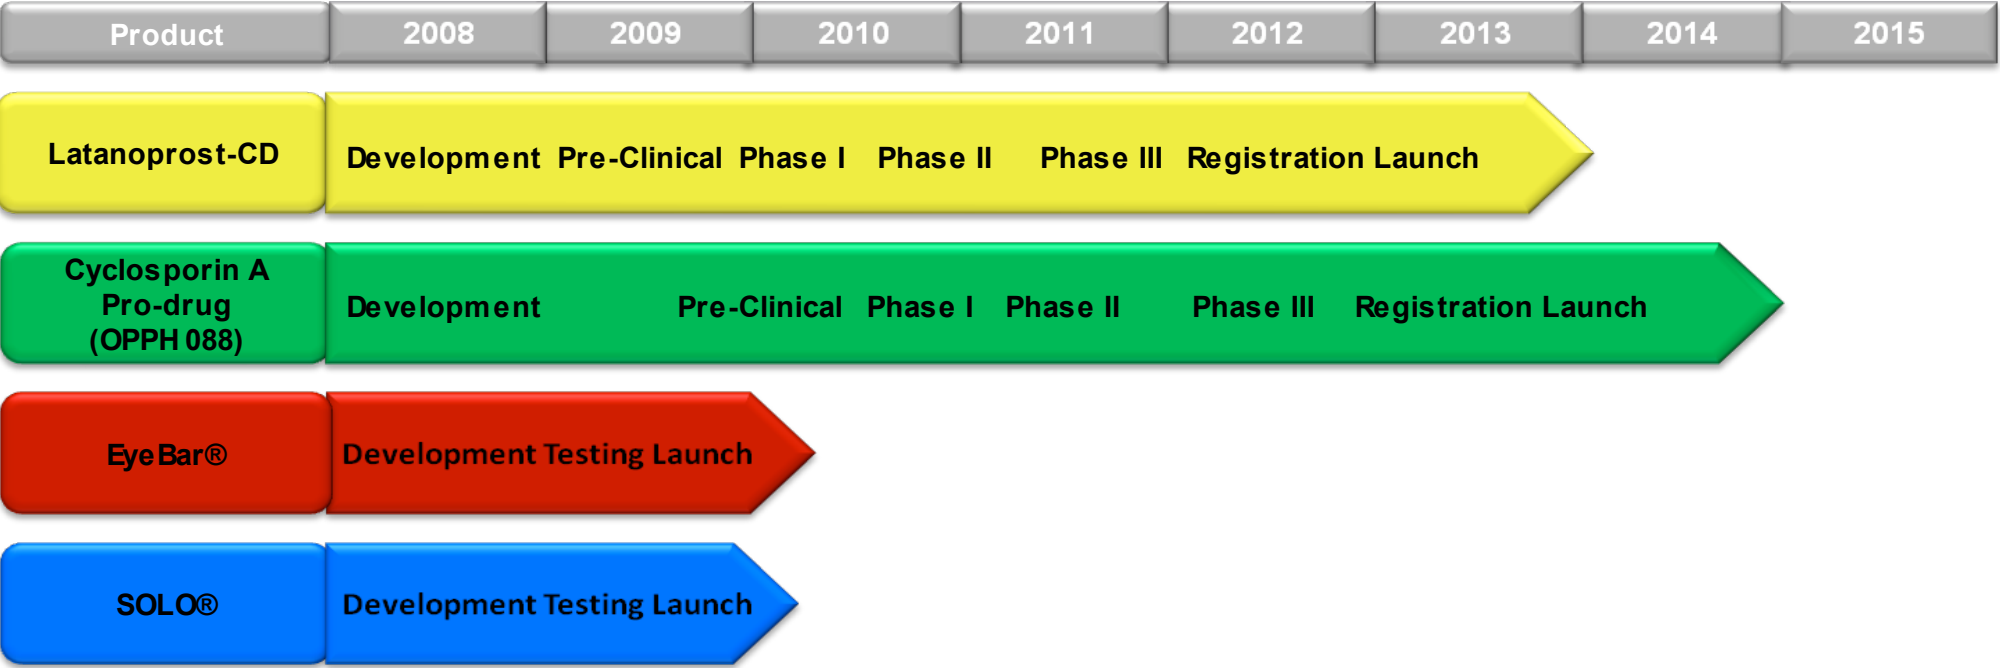 Product 2008 2009 2010 2011 2012 2013 2014 2015
Latanoprost-CD Development Pre-Clinical Phase I Phase II Phase III Registration Launch
Cyclosporin A
Pro-drug
(OPPH 088)
Development Pre-Clinical Phase I Phase II Phase III Registration Launch
EyeBar® Development Testing Launch
SOLO® Development Testing Launch